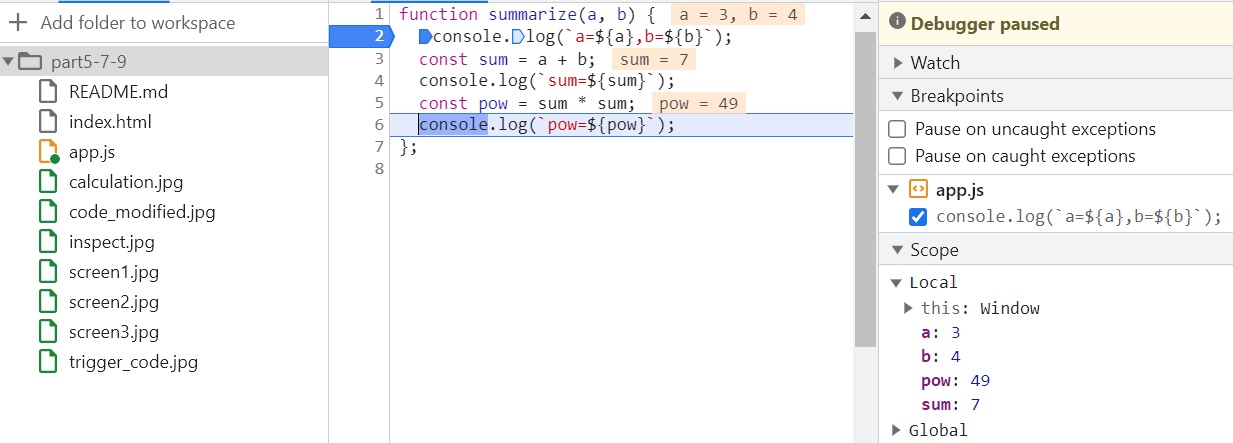 Add folder to workspace
part5-7-9
README.md
index.html
app.js
calculation.jpg
code_modified.jpg
inspect.jpg
screen1.jpg
screen2.jpg
screen3.jpg
trigger_code.jpg
1 function summarize(a, b) { a = 3, b = 4
2 console.log(`a=${a},b=${b}`);
3 const sum = a + b; sum = 7
4 console.log(`sum=${sum}`);
5 const pow = sum * sum; pow = 49
6 console.log(`pow=${pow}`);
7 };
8
Debugger paused
Watch
Breakpoints
Pause on uncaught exceptions
Pause on caught exceptions
app.js
console.log(`a=${a},b=${b}`);
Scope
Local
this: Window
a: 3
b: 4
pow: 49
sum: 7
Global